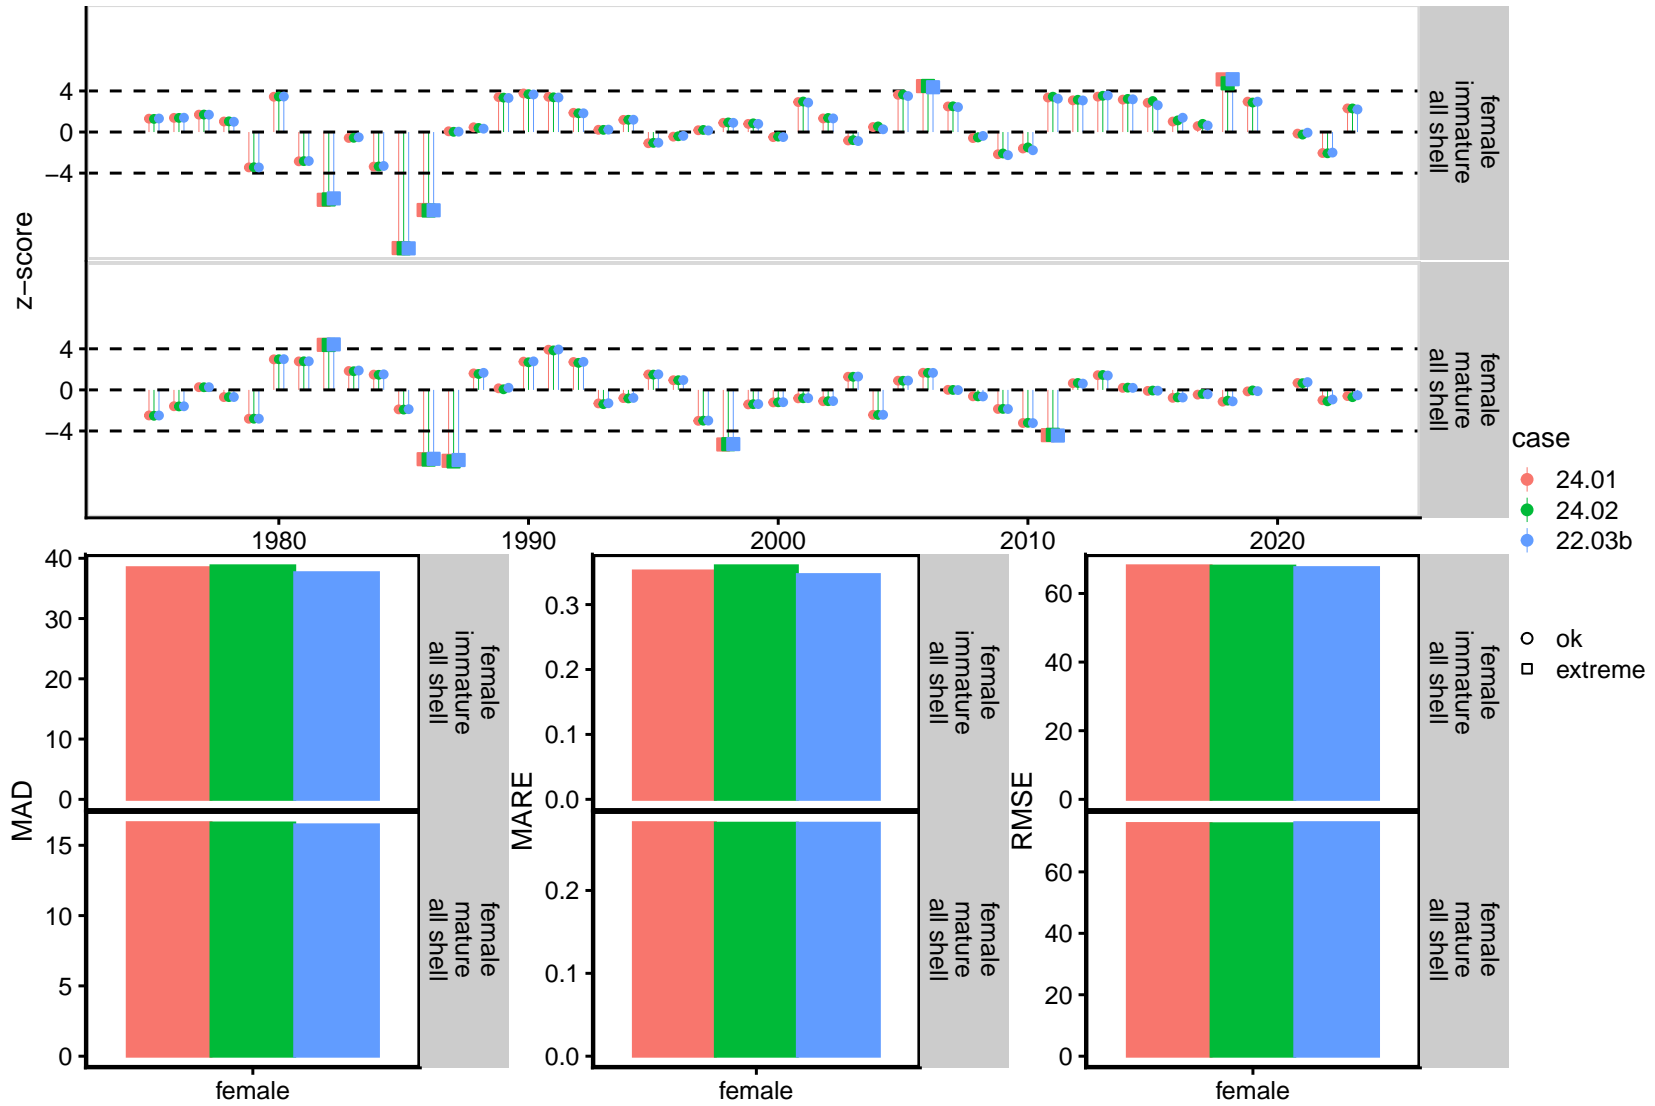 z−score
4
0
−4
female
immature
all shell
4
0
−4
female
mature
all shell
1980
1990
2000
2010
2020
case
24.01
24.02
22.03b
ok
extreme
MAD
40
30
20
10
0
female
immature
all shell
15
10
5
0
female
mature
all shell
female
MARE
0.3
0.2
0.1
0.0
female
immature
all shell
0.2
0.1
0.0
female
mature
all shell
female
RMSE
60
40
20
0
female
immature
all shell
60
40
20
0
female
mature
all shell
female